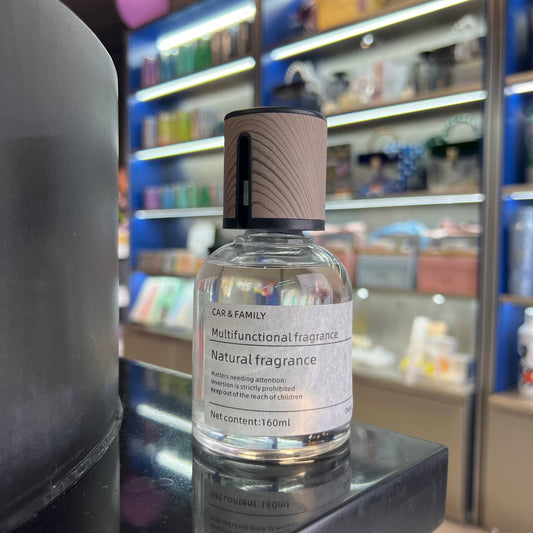 CAR & FAMILY
Multifunctional fragrance
Natural fragrance
Matters needing attention:
Inversion is strictly prohibited
Keep out of the reach of children
Net content:160ml